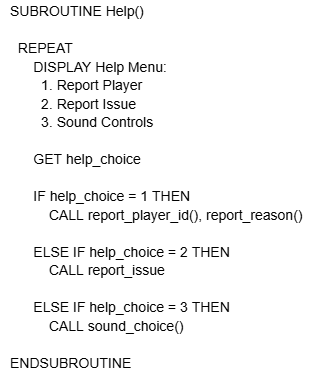 SUBROUTINE Help()
REPEAT
DISPLAY Help Menu:
1. Report Player
2. Report Issue
3. Sound Controls
GET help_choice
IF help_choice = 1 THEN
CALL report_player_id(), report_reason()
ELSE IF help_choice = 2 THEN
CALL report_issue
ELSE IF help_choice = 3 THEN
CALL sound_choice()
ENDSUBROUTINE